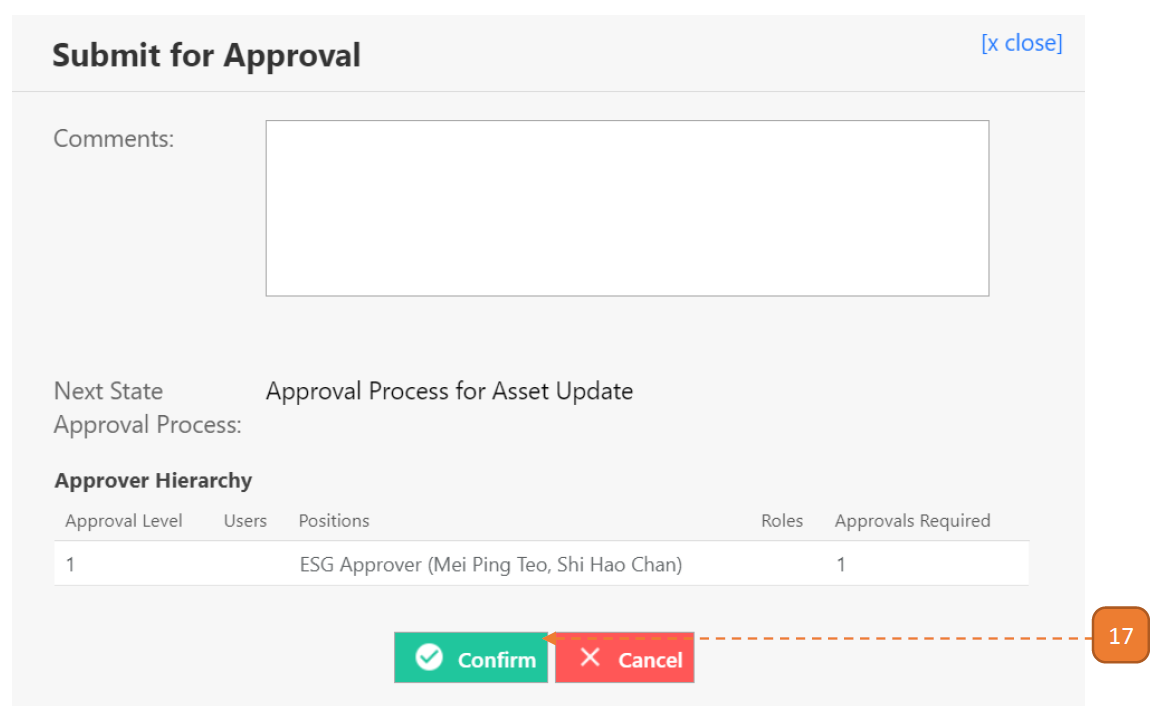 Submit for Approval
[x close]
Comments:
Next State
Approval Process for Asset Update
Approval Process:
Approver Hierarchy
Approval Level Users Positions Roles Approvals Required
1 ESG Approver (Mei Ping Teo, Shi Hao Chan) 1
Confirm
Cancel
17